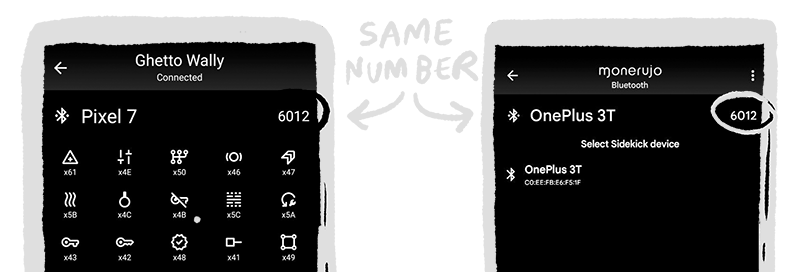 Ghetto Wally
Connected
Pixel 7
6012
x61
x4E
x50
x46
x47
x5B
x4C
x4B
x5C
x5A
x43
x42
x48
x41
x49
SAME
NUMBER
monerujo
Bluetooth
OnePlus 3T
6012
Select Sidekick device
OnePlus 3T
C0:EE:FB:E6:F5:1F